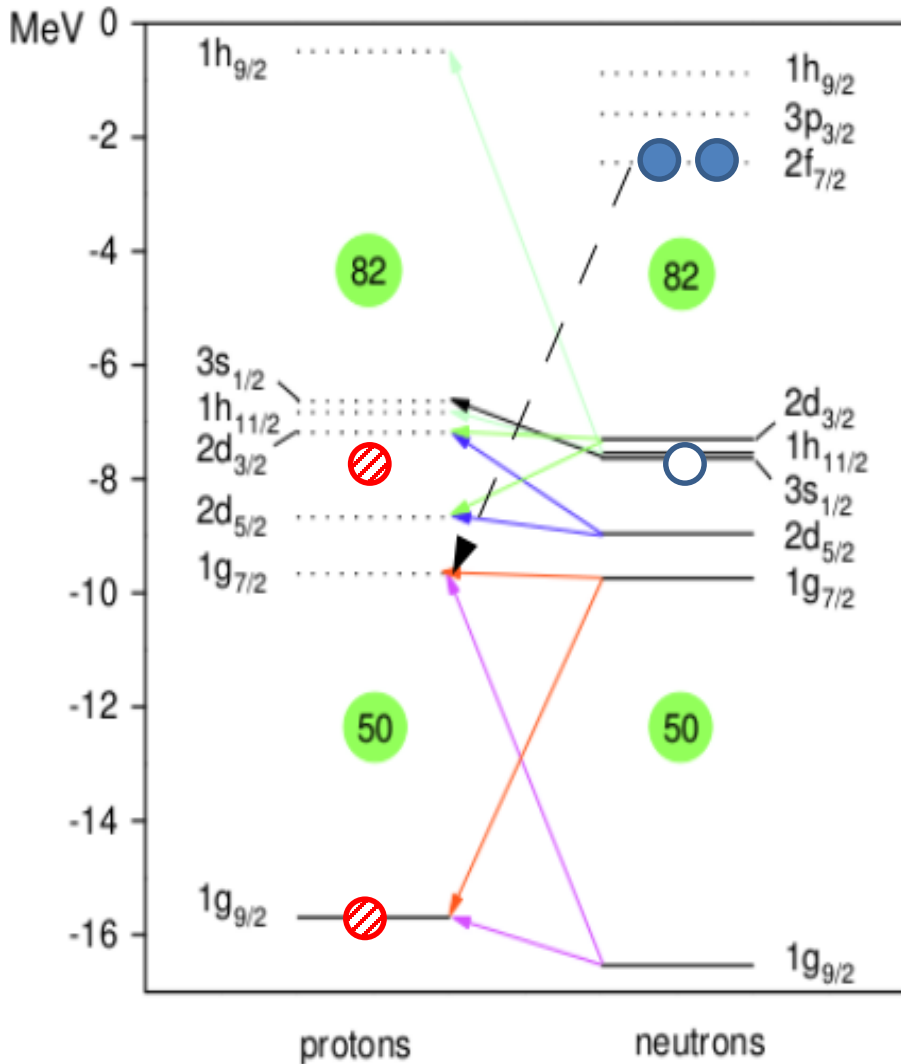 MeV 0
-2
-4
-6
-8
-10
-12
-14
-16
1h9/2
3s1/2
1h11/2
2d3/2
2d5/2
1g7/2
1g9/2
82
50
82
50
1h9/2
3p3/2
2f7/2
2d3/2
1h11/2
3s1/2
2d5/2
1g7/2
1g9/2
protons neutrons